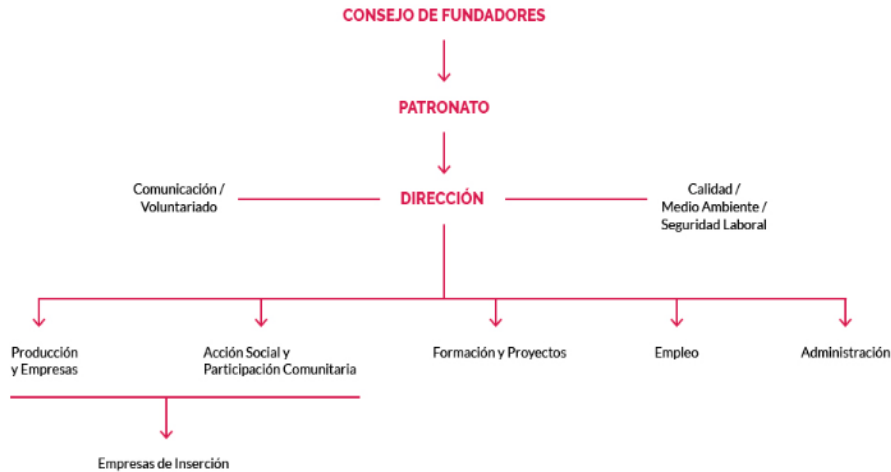 CONSEJO DE FUNDADORES
PATRONATO
Comunicación /
Voluntariado
DIRECCIÓN
Calidad /
Medio Ambiente /
Seguridad Laboral
Producción
y Empresas
Acción Social y
Participación Comunitaria
Formación y Proyectos
Empleo
Administración
Empresas de Inserción